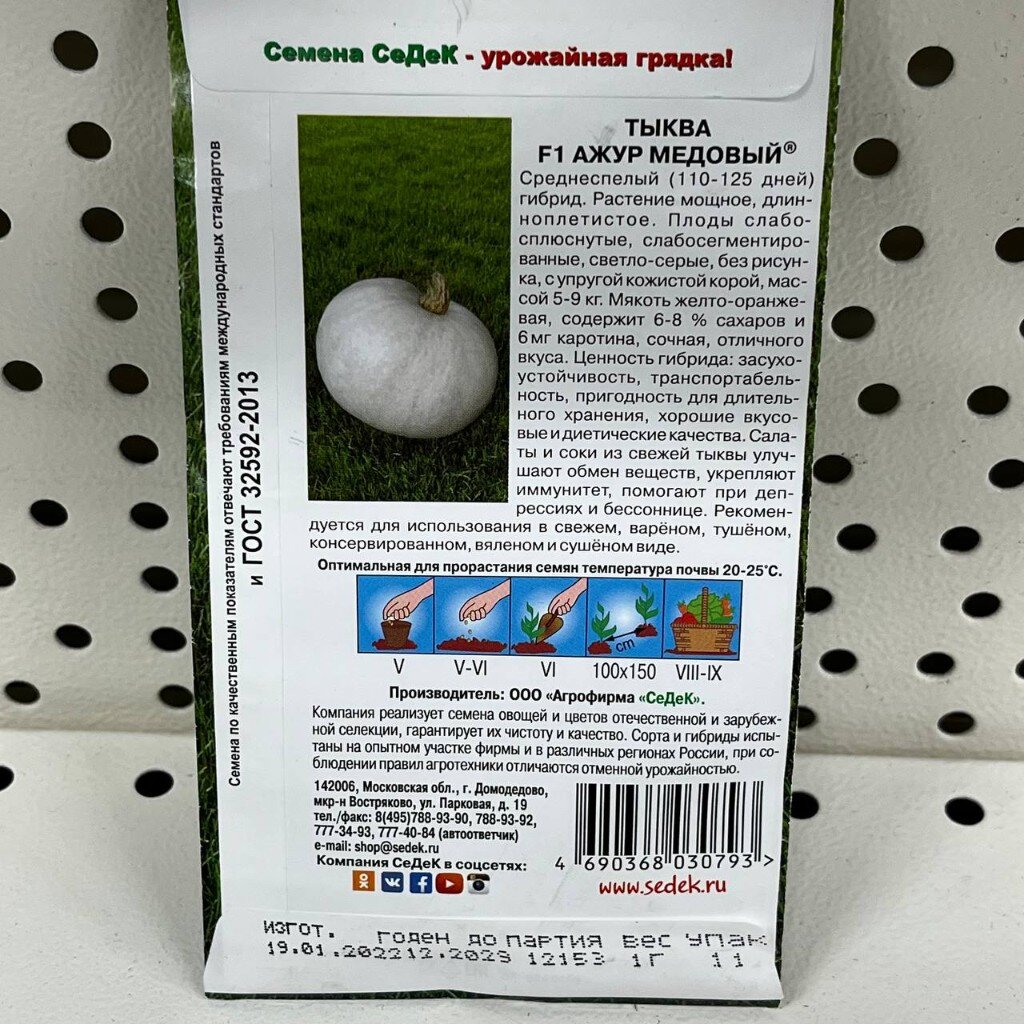 Семена СеДеК - урожайная грядка!
Семена по качественным показателям отвечают требованиям международных стандартов
и ГОСТ 32592-2013
ТЫКВА
F1 АЖУР МЕДОВЫЙ®
Среднеспелый (110-125 дней)
гибрид. Растение мощное, длин-
ноплетистое. Плоды слабо-
сплюснутые, слабосегментиро-
ванные, светло-серые, без рисун-
ка, с упругой кожистой корой, мас-
сой 5-9 кг. Мякоть желто-оранже-
вая, содержит 6-8 % сахаров и
6 мг каротина, сочная, отличного
вкуса. Ценность гибрида: засухо-
устойчивость, транспортабель-
ность, пригодность для длитель-
ного хранения, хорошие вкусо-
вые и диетические качества. Сала-
ты и соки из свежей тыквы улуч-
шают обмен веществ, укрепляют
иммунитет, помогают при деп-
рессиях и бессоннице. Рекомен-
дуется для использования в свежем, варёном, тушёном,
консервированном, вяленом и сушёном виде.
Оптимальная для прорастания семян температура почвы 20-25°С.
cm
V V-VI VI 100x150 VIII-IX
Производитель: ООО «Агрофирма «СеДеК».
Компания реализует семена овощей и цветов отечественной и зарубеж-
ной селекции, гарантирует их чистоту и качество. Сорта и гибриды испы-
таны на опытном участке фирмы и в различных регионах России, при со-
блюдении правил агротехники отличаются отменной урожайностью.
142006, Московская обл., г. Домодедово,
мкр-н Востряково, ул. Парковая, д. 19
тел./факс: 8(495)788-93-90, 788-93-92,
777-34-93, 777-40-84 (автоответчик)
e-mail: shop@sedek.ru
Компания СеДеК в соцсетях:
4 690368 030793 >
www.sedek.ru
ИЗГОТ. ГОДЕН ДО ПАРТИЯ ВЕС УПАК
19.01.2022 12.2029 12153 1Г 11